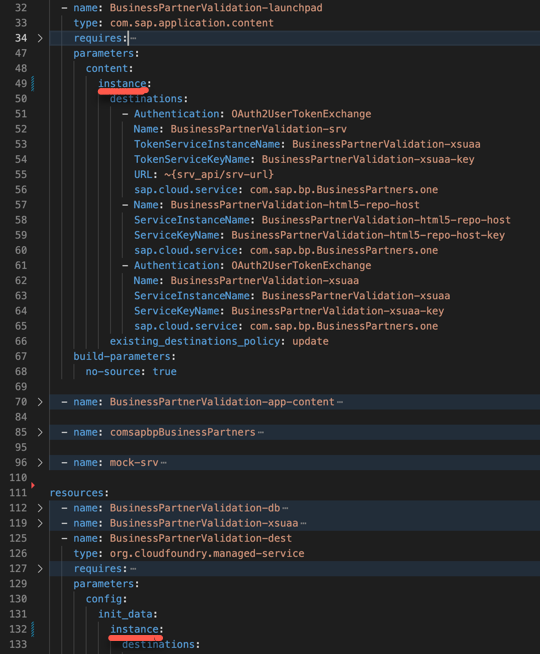 32 - name: BusinessPartnerValidation-launchpad
33 type: com.sap.application.content
34 requires:…
47 parameters:
48 content:
49 instance:
50 destinations:
51 - Authentication: OAuth2UserTokenExchange
52 Name: BusinessPartnerValidation-srv
53 TokenServiceInstanceName: BusinessPartnerValidation-xsuaa
54 TokenServiceKeyName: BusinessPartnerValidation-xsuaa-key
55 URL: ~{srv_api/srv-url}
56 sap.cloud.service: com.sap.bp.BusinessPartners.one
57 - Name: BusinessPartnerValidation-html5-repo-host
58 ServiceInstanceName: BusinessPartnerValidation-html5-repo-host
59 ServiceKeyName: BusinessPartnerValidation-html5-repo-host-key
60 sap.cloud.service: com.sap.bp.BusinessPartners.one
61 - Authentication: OAuth2UserTokenExchange
62 Name: BusinessPartnerValidation-xsuaa
63 ServiceInstanceName: BusinessPartnerValidation-xsuaa
64 ServiceKeyName: BusinessPartnerValidation-xsuaa-key
65 sap.cloud.service: com.sap.bp.BusinessPartners.one
66 existing_destinations_policy: update
67 build-parameters:
68 no-source: true
69
70 - name: BusinessPartnerValidation-app-content…
84
85 - name: comsapbpBusinessPartners…
95
96 - name: mock-srv…
110
111 resources:
112 - name: BusinessPartnerValidation-db…
119 - name: BusinessPartnerValidation-xsuaa…
125 - name: BusinessPartnerValidation-dest
126 type: org.cloudfoundry.managed-service
127 requires:…
129 parameters:
130 config:
131 init_data:
132 instance:
133 destinations: